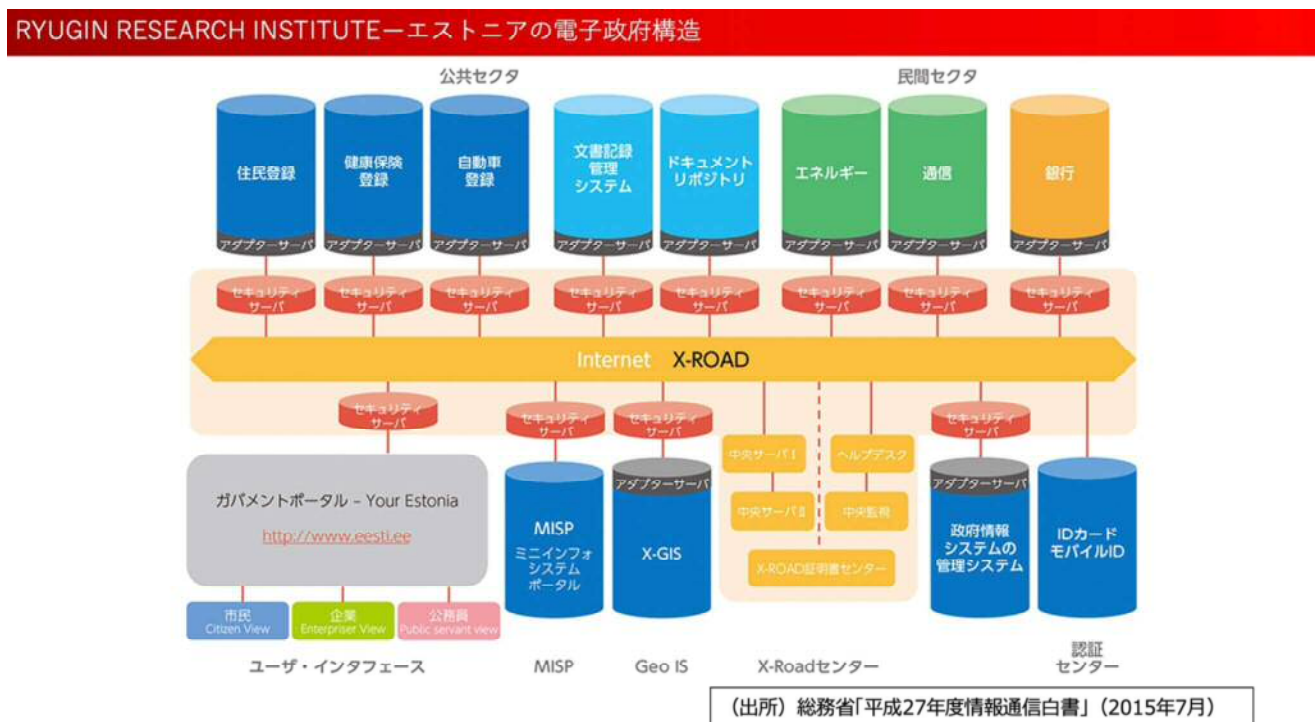 RYUGIN RESEARCH INSTITUTEーエストニアの電子政府構造
公共セクタ
民間セクタ
住民登録
健康保険
登録
自動車
登録
文書記録
管理
システム
ドキュメント
リポジトリ
エネルギー
通信
銀行
アダプターサーバ
アダプターサーバ
アダプターサーバ
アダプターサーバ
アダプターサーバ
アダプターサーバ
アダプターサーバ
アダプターサーバ
セキュリティ
サーバ
セキュリティ
サーバ
セキュリティ
サーバ
セキュリティ
サーバ
セキュリティ
サーバ
セキュリティ
サーバ
セキュリティ
サーバ
セキュリティ
サーバ
Internet X-ROAD
セキュリティ
サーバ
セキュリティ
サーバ
セキュリティ
サーバ
セキュリティ
サーバ
ガバメントポータル – Your Estonia
http://www.eesti.ee
市民
Citizen View
企業
Enterpriser View
公務員
Public servant view
MISP
ミニインフォ
システム
ポータル
アダプターサーバ
X-GIS
中央サーバ I
ヘルプデスク
中央サーバ II
中央監視
X-ROAD証明書センター
アダプターサーバ
政府情報
システムの
管理システム
IDカード
モバイルID
ユーザ・インタフェース
MISP
Geo IS
X-Roadセンター
認証
センター
（出所）総務省「平成27年度情報通信白書」（2015年7月）